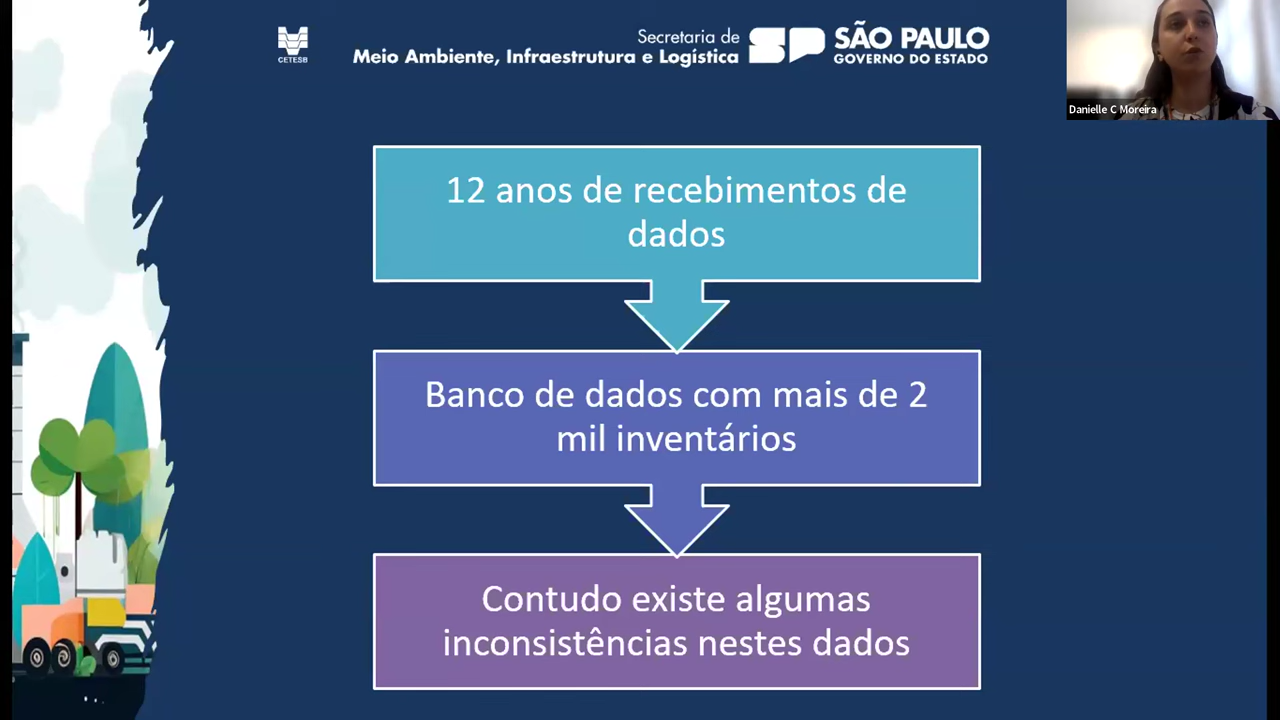 CETESB
Secretaria de
Meio Ambiente, Infraestrutura e Logística
SP
SÃO PAULO
GOVERNO DO ESTADO
Danielle C Moreira
12 anos de recebimentos de
dados
Banco de dados com mais de 2
mil inventários
Contudo existe algumas
inconsistências nestes dados